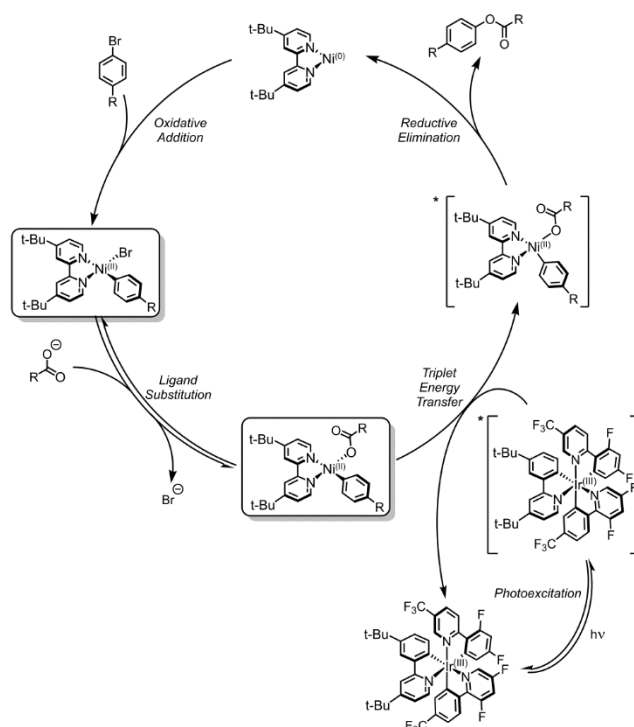 Br
R
t-Bu
N
N
Ni(0)
t-Bu
O
R
O
R
Oxidative
Addition
Reductive
Elimination
t-Bu
N
N
Ni(II)
Br
t-Bu
R
*
O
R
t-Bu
O
N
N
Ni(II)
t-Bu
R
O⊖
R
O
Ligand
Substitution
Br⊖
Triplet
Energy
Transfer
O
R
t-Bu
O
N
N
Ni(II)
t-Bu
R
*
F3C
F
F
t-Bu
N
Ir(III)
N
N
F
t-Bu
F
F3C
Photoexcitation
hν
F3C
F
F
t-Bu
N
Ir(III)
N
N
F
t-Bu
F
F3C